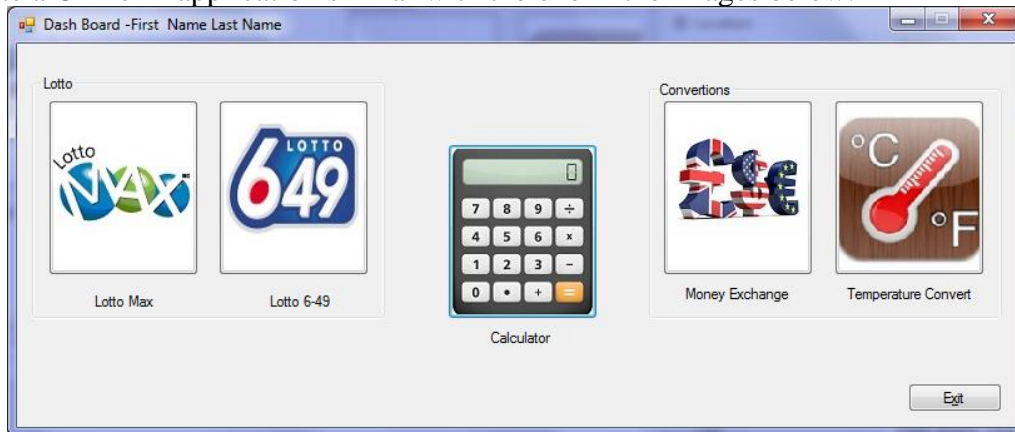 Dash Board -First Name Last Name
Lotto
Lotto
MAX
LOTTO
649
Lotto Max
Lotto 6-49
0
7 8 9 ÷
4 5 6 x
1 2 3 −
0 • + =
Calculator
Convertions
£$€
°C
°F
Money Exchange
Temperature Convert
Exit